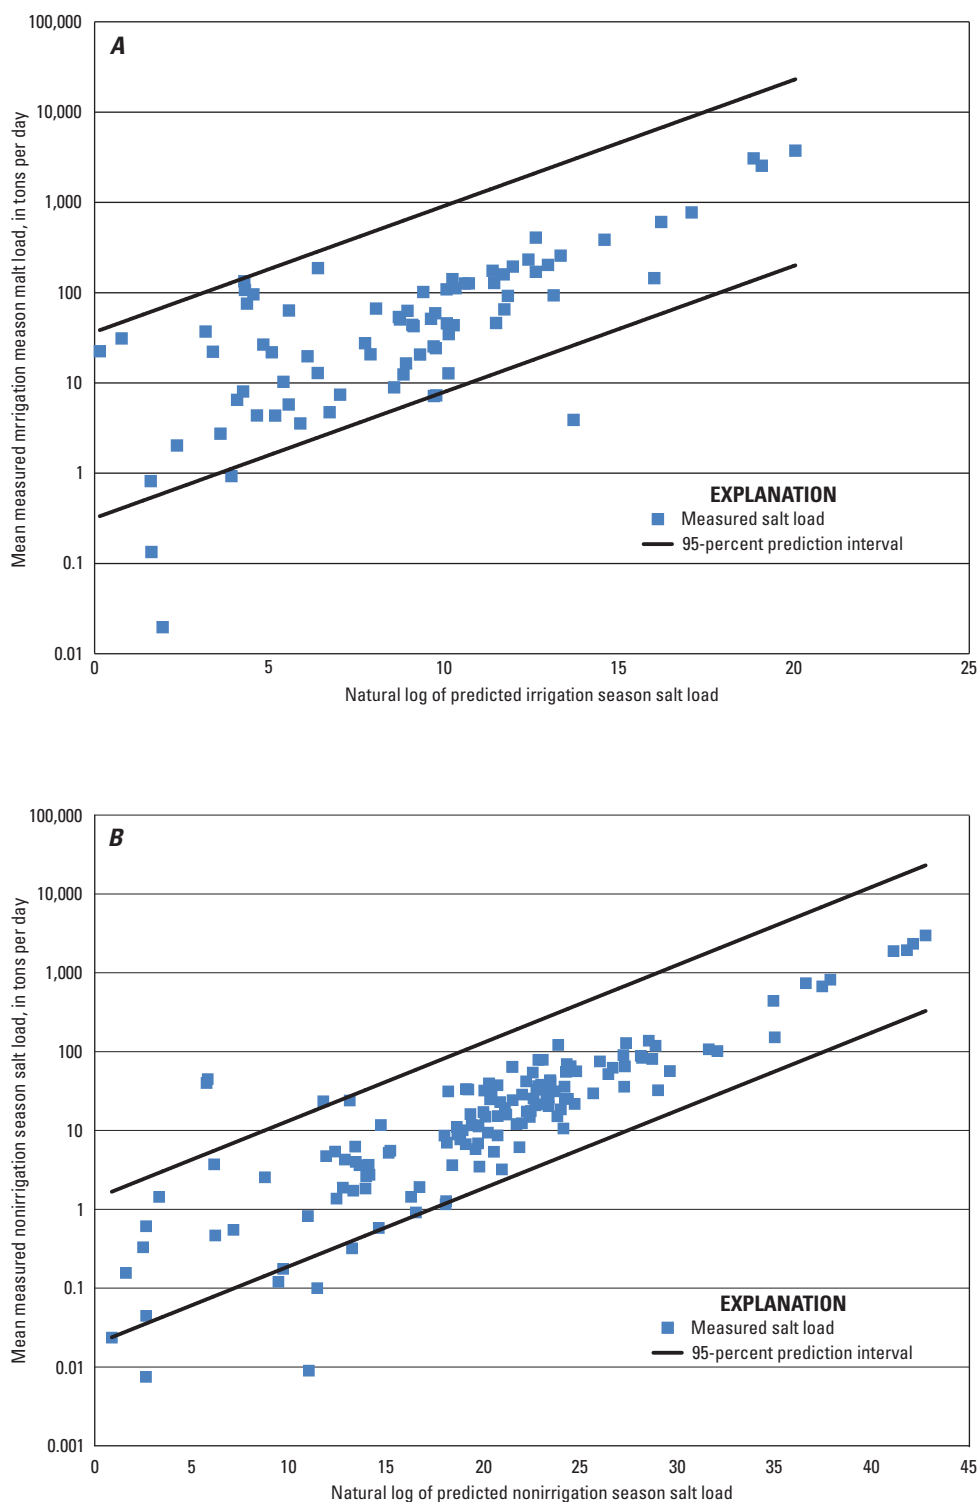 A
100,000
10,000
1,000
100
10
1
0.1
0.01
Mean measured mrrigation meason malt load, in tons per day
EXPLANATION
Measured salt load
95-percent prediction interval
0 5 10 15 20 25
Natural log of predicted irrigation season salt load
B
100,000
10,000
1,000
100
10
1
0.1
0.01
0.001
Mean measured nonirrigation season salt load, in tons per day
EXPLANATION
Measured salt load
95-percent prediction interval
0 5 10 15 20 25 30 35 40 45
Natural log of predicted nonirrigation season salt load